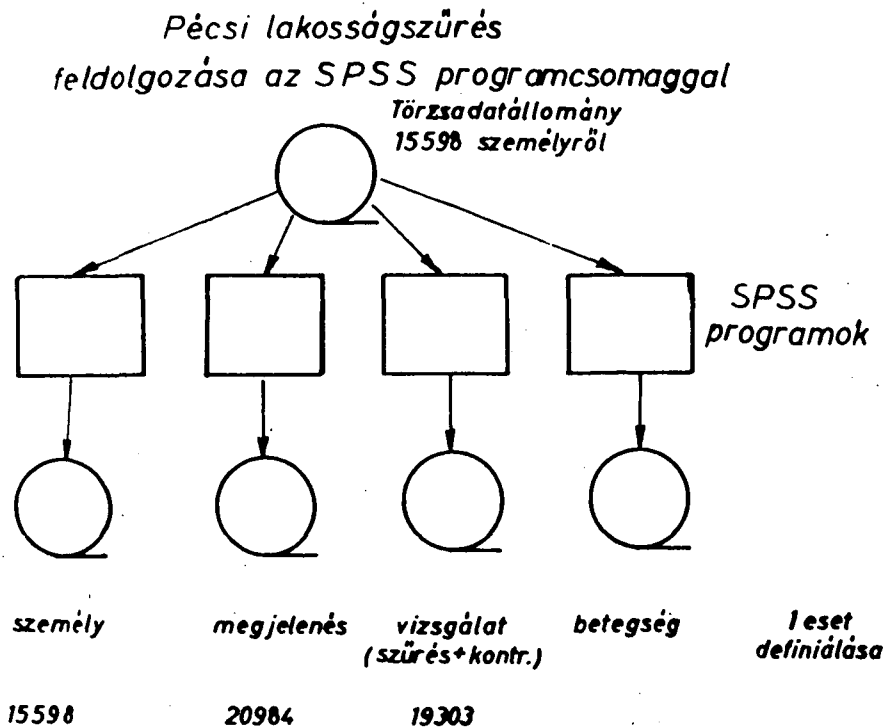 Pécsi lakosságszűrés
feldolgozása az SPSS programcsomaggal
Törzsadatállomány
15598 személyről
SPSS
programok
személy
megjelenés
vizsgálat
(szűrés+kontr.)
betegség
1 eset
definiálása
15598
20984
19303